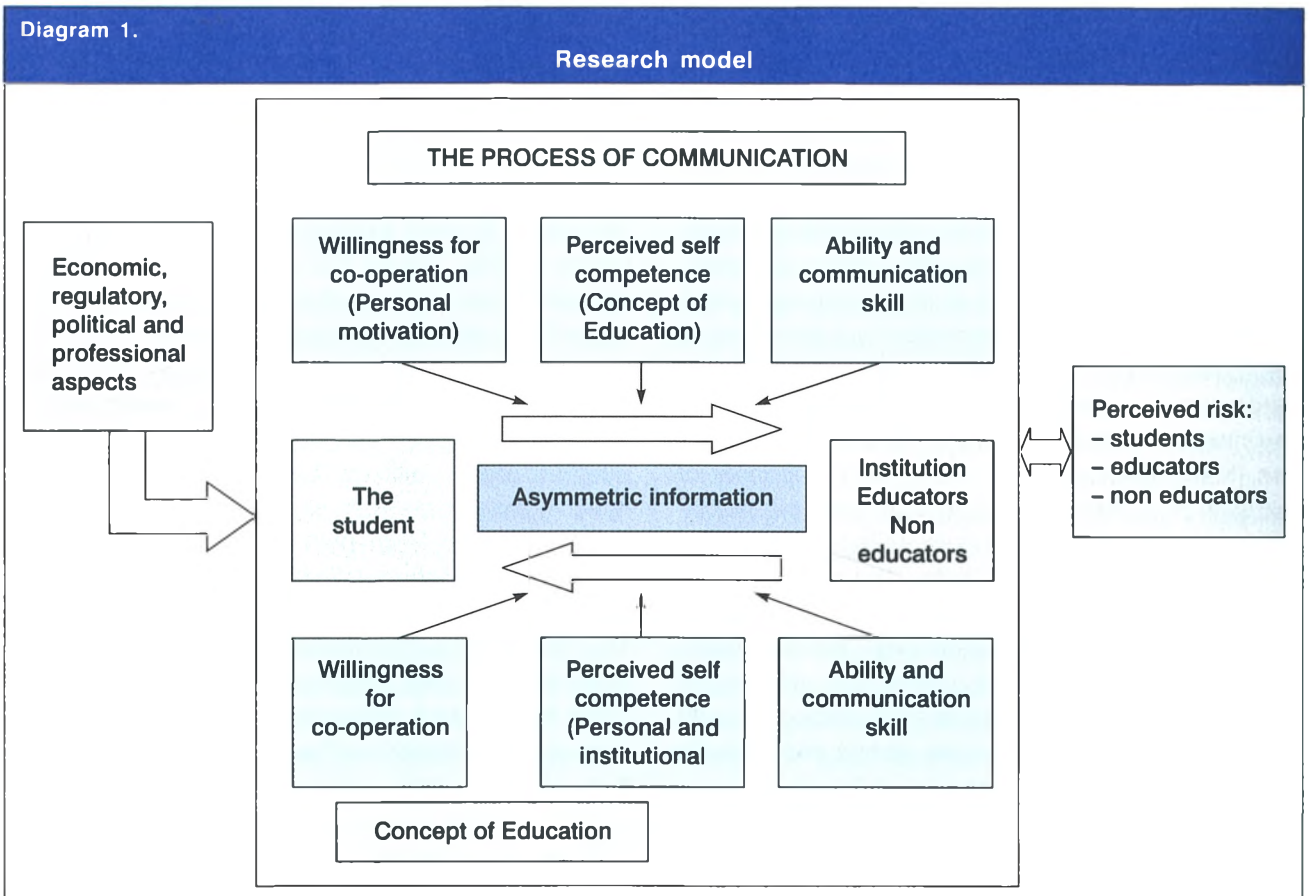 Diagram 1.
Research model
THE PROCESS OF COMMUNICATION
Economic,
regulatory,
political and
professional
aspects
Willingness for
co-operation
(Personal
motivation)
Perceived self
competence
(Concept of
Education)
Ability and
communication
skill
The
student
Asymmetric information
Institution
Educators
Non
educators
Perceived risk:
– students
– educators
– non educators
Willingness
for
co-operation
Perceived self
competence
(Personal and
institutional
Ability and
communication
skill
Concept of Education